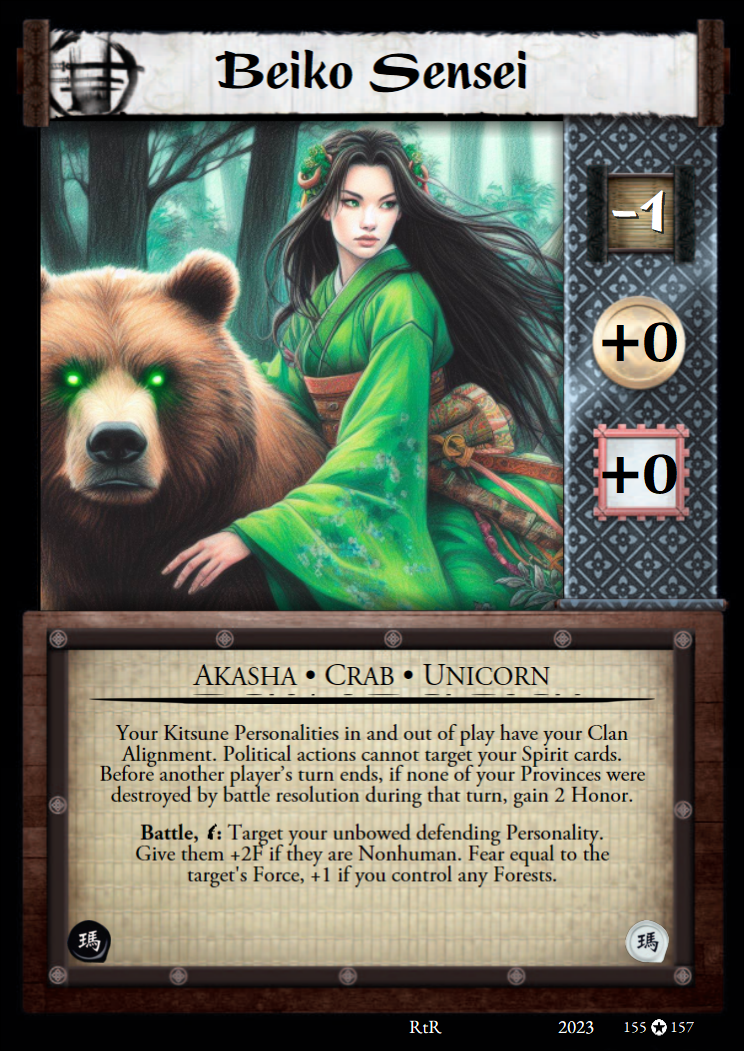 Beiko Sensei
-1
+0
+0
Akasha • Crab • Unicorn
Your Kitsune Personalities in and out of play have your Clan
Alignment. Political actions cannot target your Spirit cards.
Before another player's turn ends, if none of your Provinces were
destroyed by battle resolution during that turn, gain 2 Honor.
Battle, : Target your unbowed defending Personality.
Give them +2F if they are Nonhuman. Fear equal to the
target's Force, +1 if you control any Forests.
瑪
瑪
RtR 2023 155 157